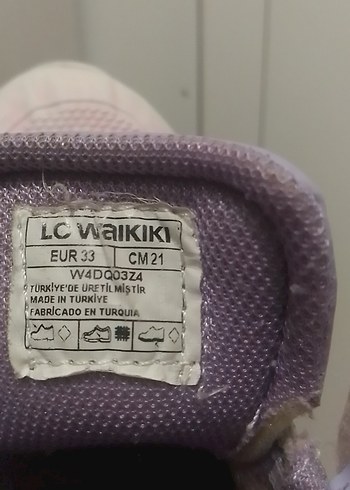 LC WAIKIKI
EUR 33 CM 21
W4DQ03Z4
TÜRKİYE'DE ÜRETİLMİŞTİR
MADE IN TÜRKİYE
FABRICADO EN TURQUIA